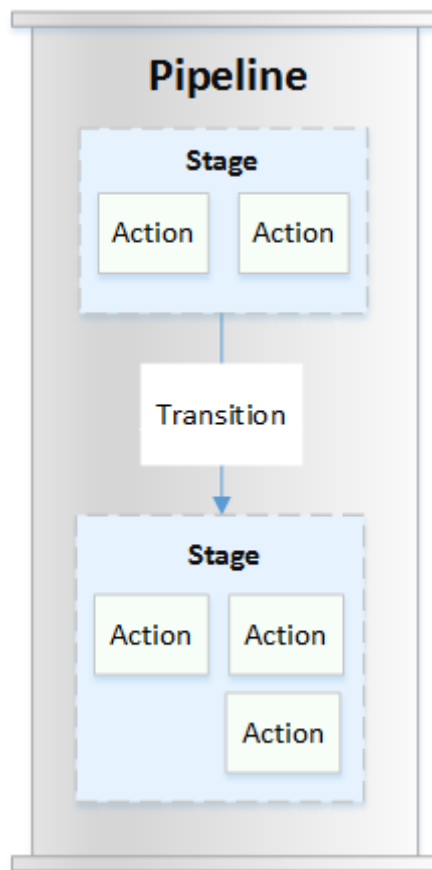 Pipeline
Stage
Action Action
Transition
Stage
Action Action
Action